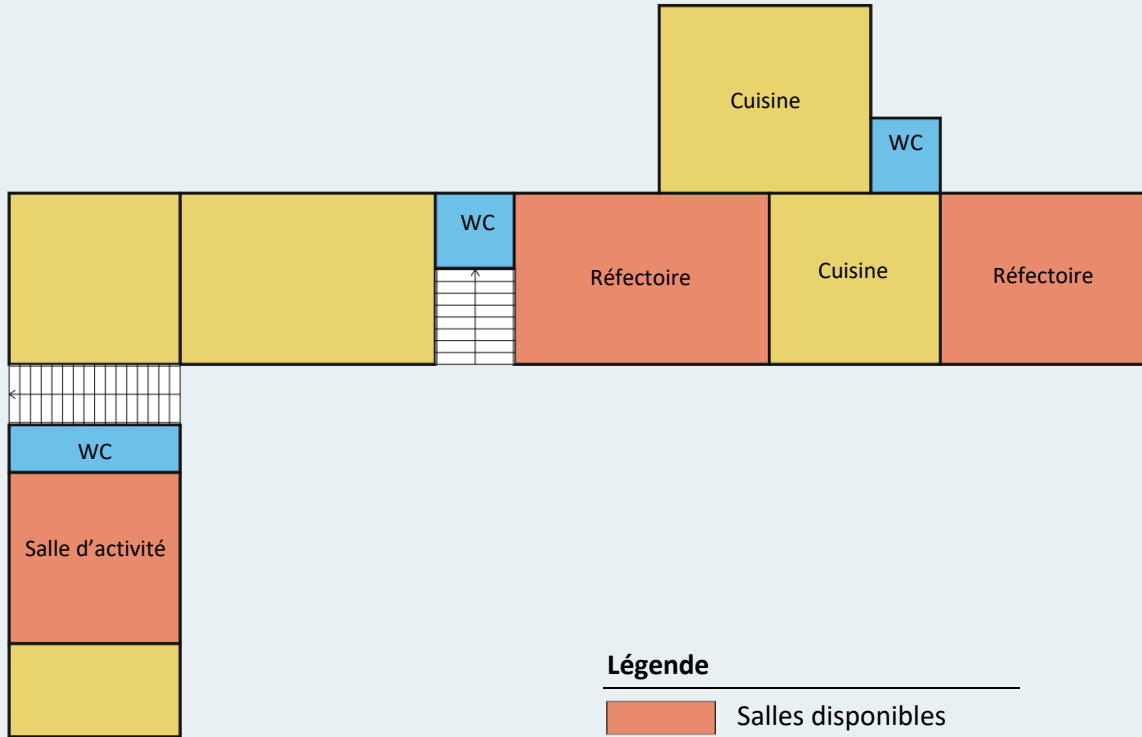 Cuisine
WC
WC
Réfectoire
Cuisine
Réfectoire
WC
Salle d'activité
Légende
Salles disponibles